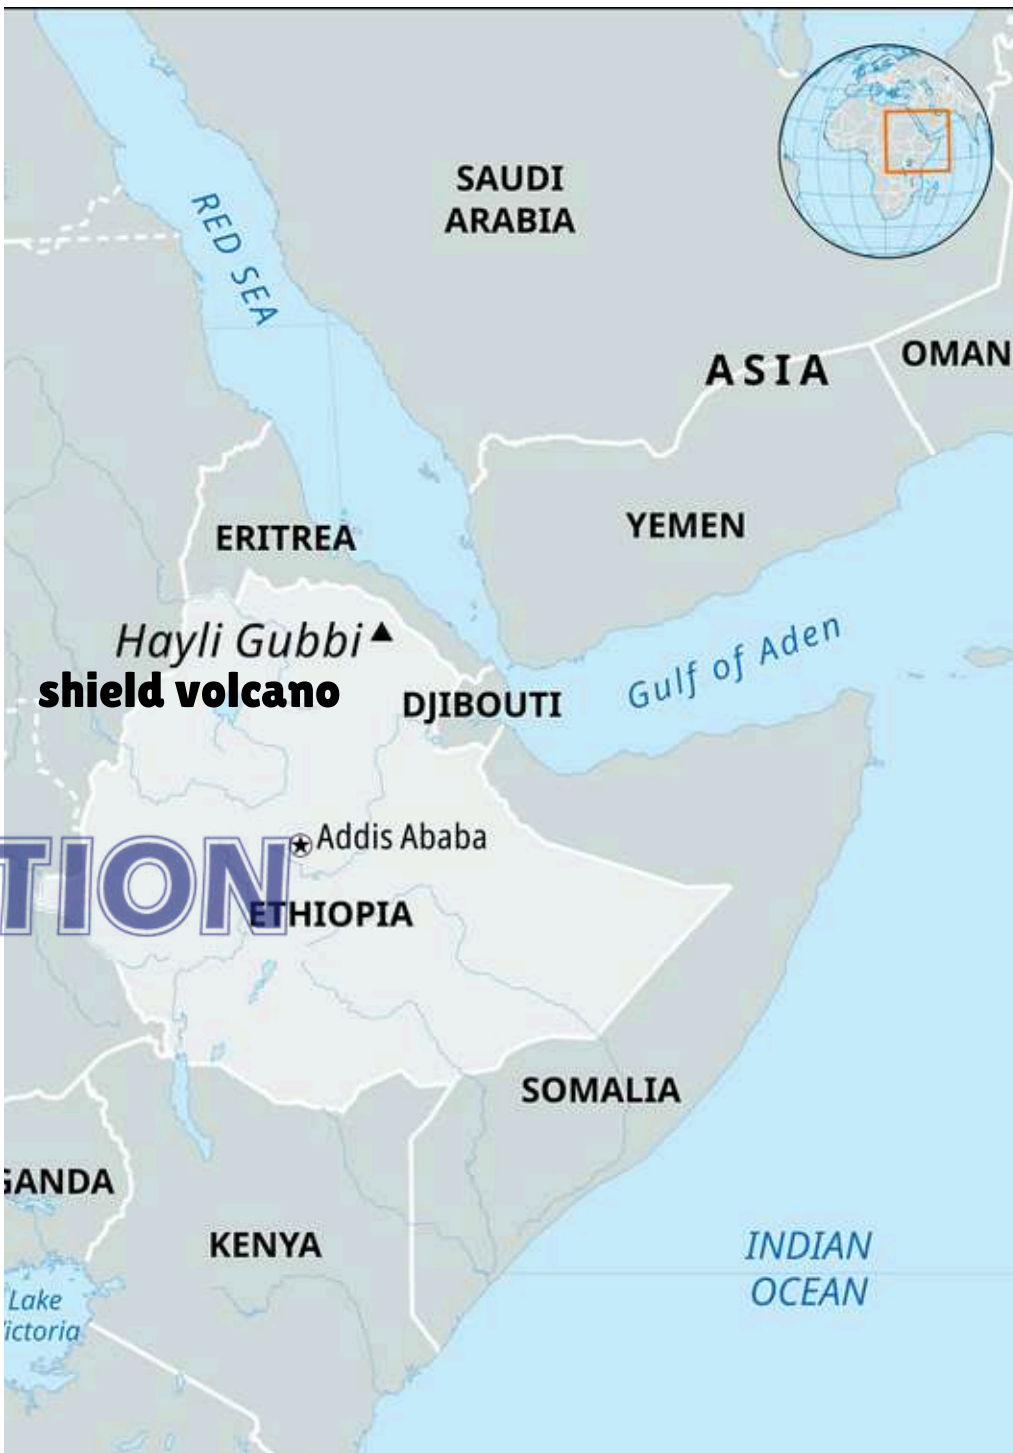 SAUDI
ARABIA
RED SEA
ASIA
OMAN
ERITREA
YEMEN
Hayli Gubbi
shield volcano
Gulf of Aden
DJIBOUTI
Addis Ababa
TION
ETHIOPIA
SOMALIA
GANDA
KENYA
INDIAN
OCEAN
Lake
ictoria